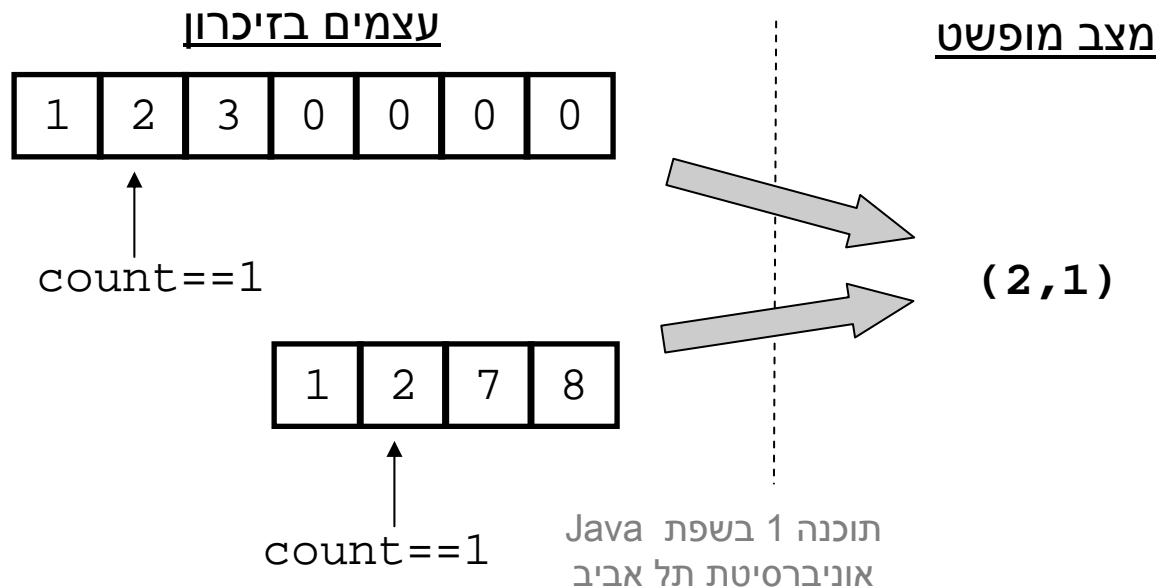 עצמים בזיכרון
מצב מופשט
1 2 3 0 0 0 0
count==1
(2,1)
1 2 7 8
count==1
תוכנה 1 בשפת Java
אוניברסיטת תל אביב